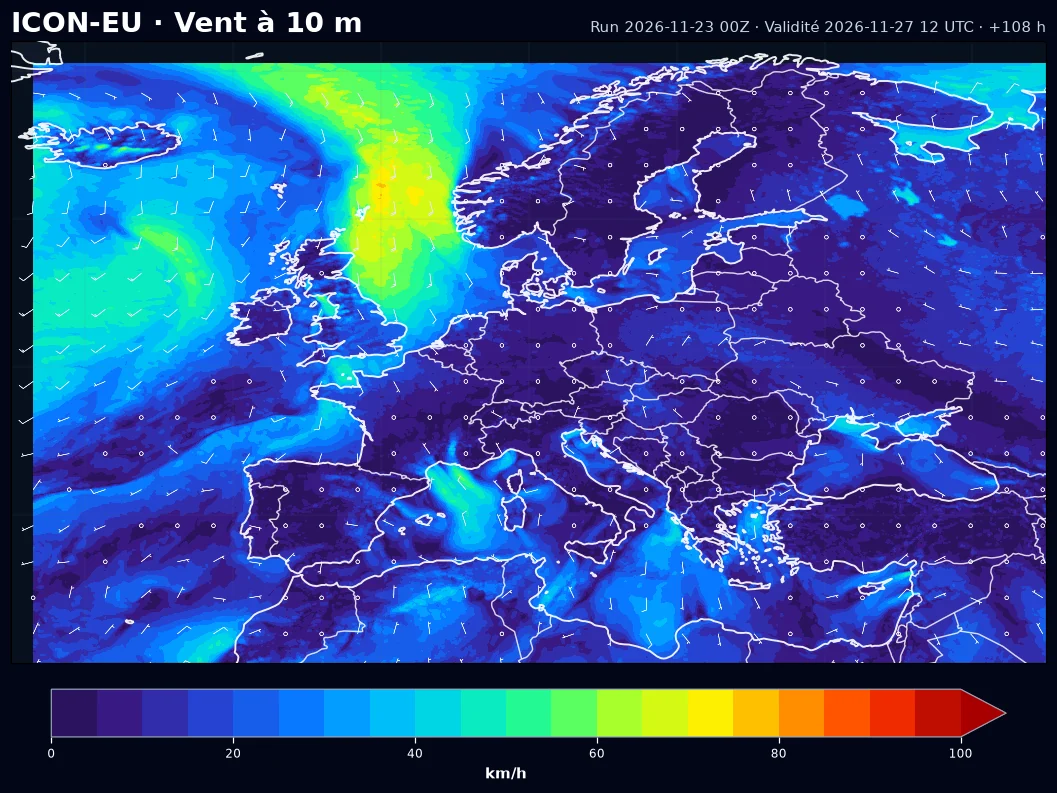 ICON-EU · Vent à 10 m
Run 2026-11-23 00Z · Validité 2026-11-27 12 UTC · +108 h
0 20 40 60 80 100
km/h